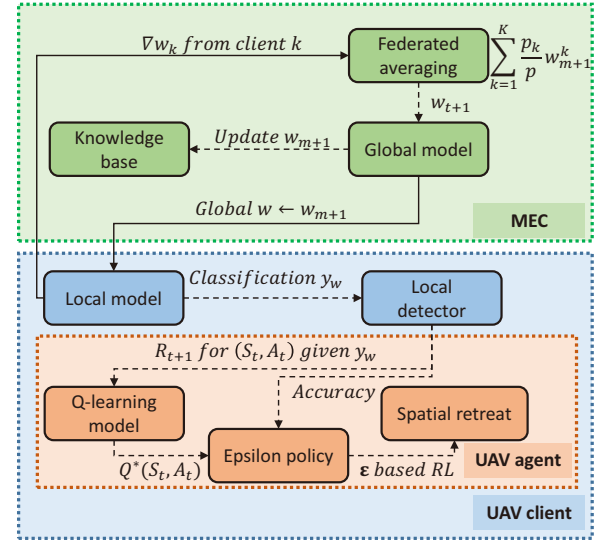 ∇w_k from client k
Federated
averaging
\sum_{k=1}^{K} \frac{p_k}{p} w_{m+1}^k
w_{t+1}
Knowledge
base
Update w_{m+1}
Global model
Global w ← w_{m+1}
MEC
Local model
Classification y_w
Local
detector
R_{t+1} for (S_t, A_t) given y_w
Accuracy
Q-learning
model
Spatial retreat
Q^*(S_t, A_t)
Epsilon policy
ε based RL
UAV agent
UAV client